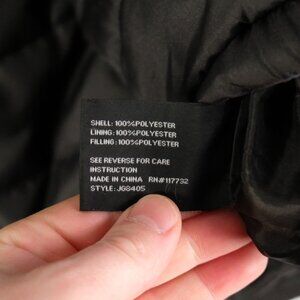 SHELL: 100%POLYESTER
LINING: 100%POLYESTER
FILLING: 100%POLYESTER
SEE REVERSE FOR CARE
INSTRUCTION
MADE IN CHINA RN#117732
STYLE: JG8405